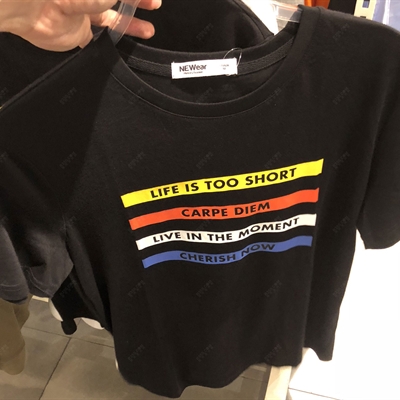 NEWear
LIFE IS TOO SHORT
CARPE DIEM
LIVE IN THE MOMENT
CHERISH NOW